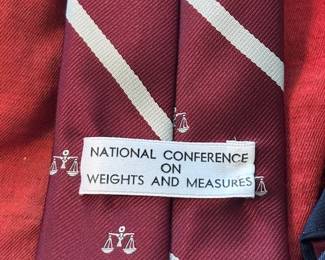 NATIONAL CONFERENCE
ON
WEIGHTS AND MEASURES